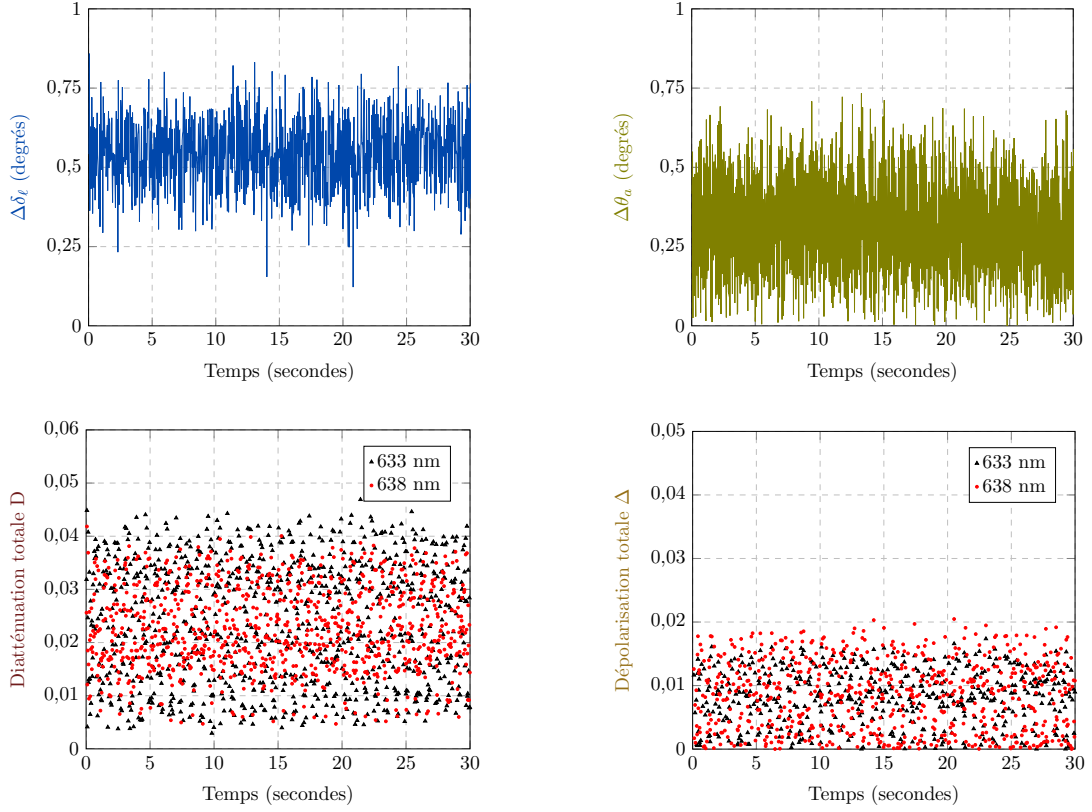 1
0,75
0,5
0,25
0
Δδℓ (degrés)
0 5 10 15 20 25 30
Temps (secondes)
1
0,75
0,5
0,25
0
Δθa (degrés)
0 5 10 15 20 25 30
Temps (secondes)
0,06
0,05
0,04
0,03
0,02
0,01
0
Diatténuation totale D
633 nm
638 nm
0 5 10 15 20 25 30
Temps (secondes)
0,05
0,04
0,03
0,02
0,01
0
Dépolarisation totale Δ
633 nm
638 nm
0 5 10 15 20 25 30
Temps (secondes)